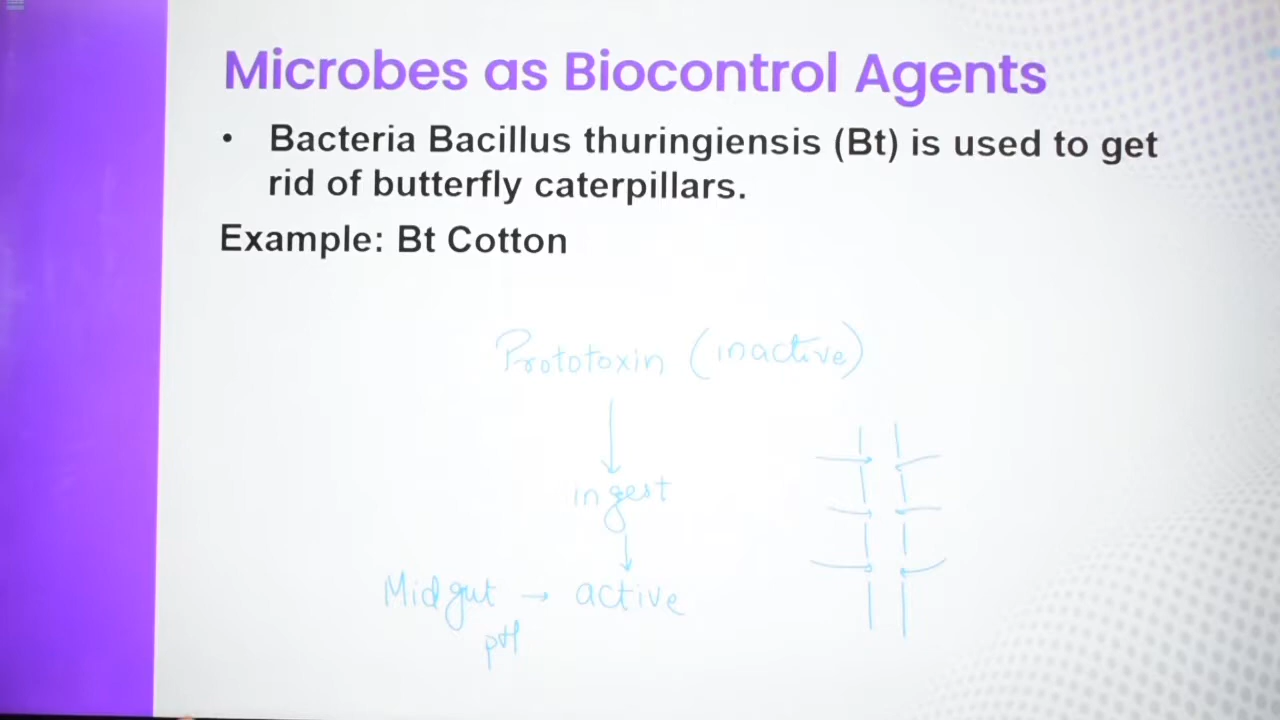 Microbes as Biocontrol Agents
• Bacteria Bacillus thuringiensis (Bt) is used to get
rid of butterfly caterpillars.
Example: Bt Cotton
Prototoxin (inactive)
ingest
Midgut → active
pH